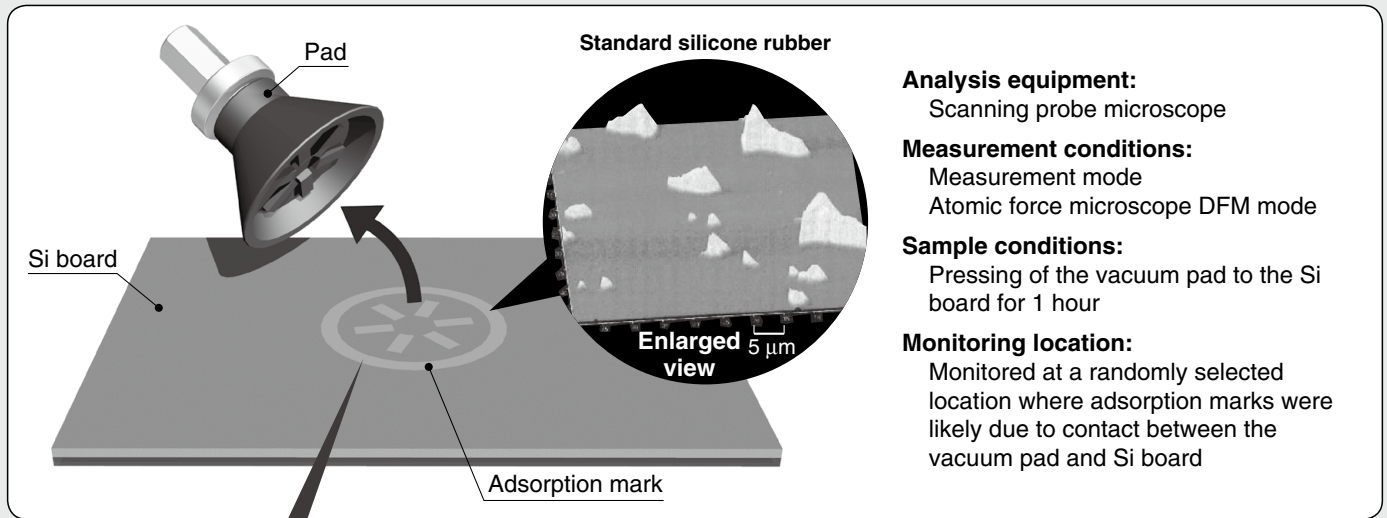 Pad
Standard silicone rubber
Si board
Enlarged
view
5 μm
Adsorption mark
Analysis equipment:
Scanning probe microscope
Measurement conditions:
Measurement mode
Atomic force microscope DFM mode
Sample conditions:
Pressing of the vacuum pad to the Si
board for 1 hour
Monitoring location:
Monitored at a randomly selected
location where adsorption marks were
likely due to contact between the
vacuum pad and Si board